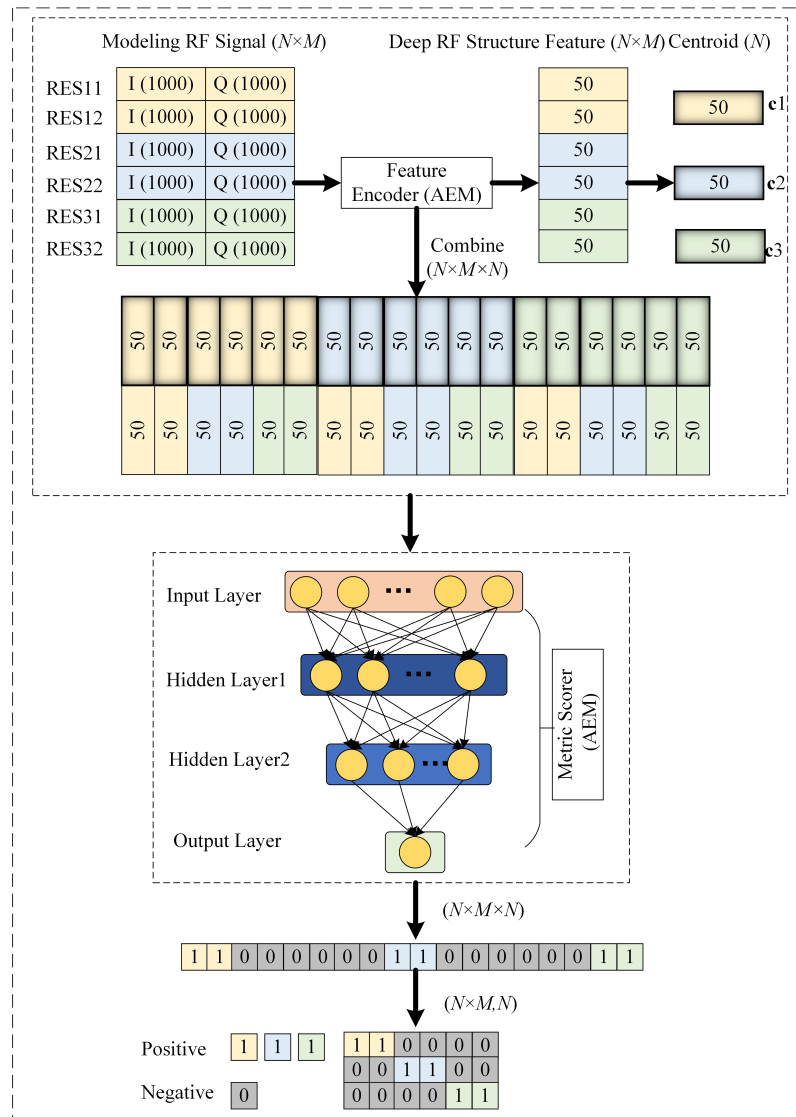 Modeling RF Signal (N×M) Deep RF Structure Feature (N×M) Centroid (N)
RES11 I (1000) Q (1000) 50
RES12 I (1000) Q (1000) 50
50 c1
RES21 I (1000) Q (1000) 50
RES22 I (1000) Q (1000) 50
50 c2
RES31 I (1000) Q (1000) 50
RES32 I (1000) Q (1000) 50
50 c3
Feature
Encoder (AEM)
Combine
(N×M×N)
50 50 50 50 50 50 50 50 50 50 50 50 50 50 50 50 50 50
50 50 50 50 50 50 50 50 50 50 50 50 50 50 50 50 50 50
Input Layer
...
Hidden Layer1
...
Hidden Layer2
...
Output Layer
Metric Scorer
(AEM)
(N×M×N)
1 1 0 0 0 0 0 0 1 1 0 0 0 0 0 0 1 1
(N×M,N)
Positive 1 1 1
Negative 0
1 1 0 0 0 0
0 0 1 1 0 0
0 0 0 0 1 1